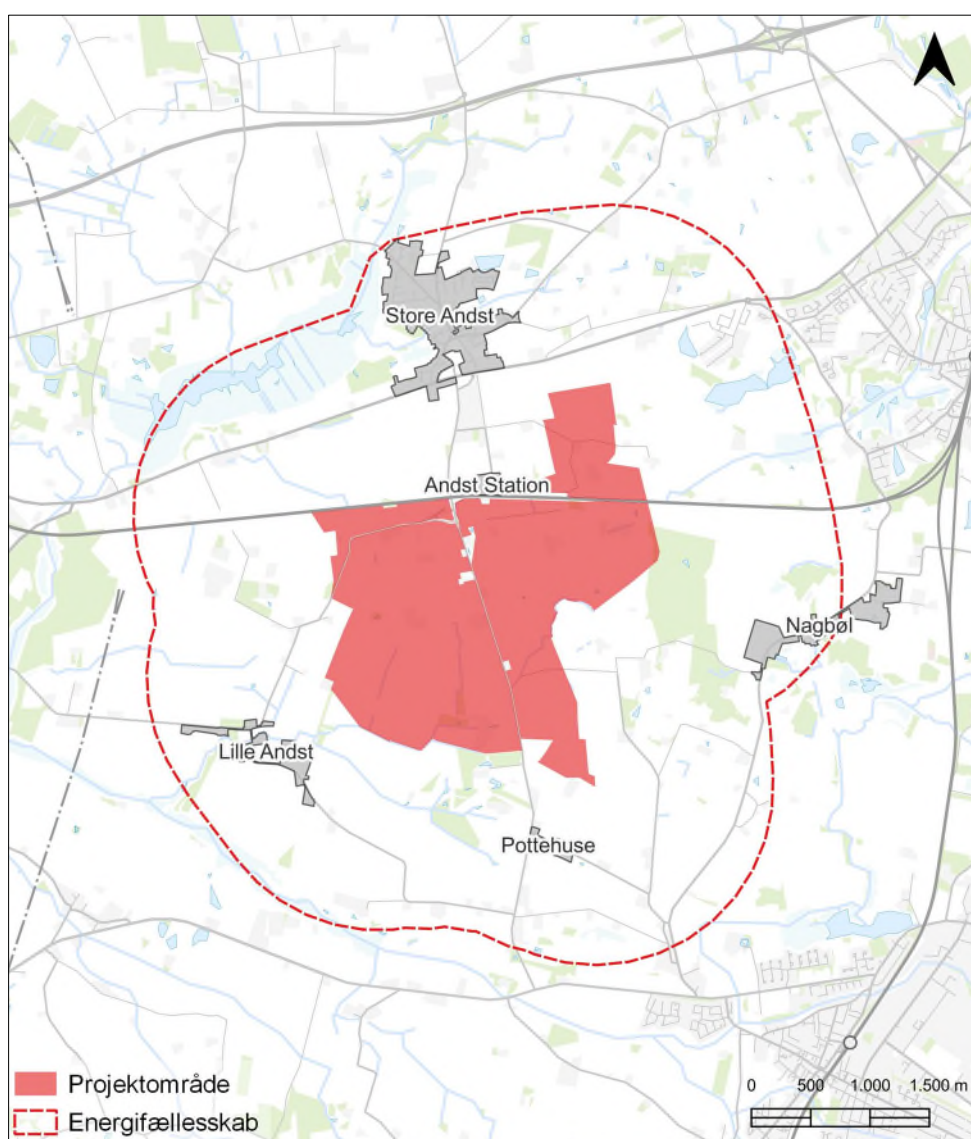 Store Andst
Andst Station
Nagbøl
Lille Andst
Pottehuse
Projektområde
Energifællesskab
0 500 1.000 1.500 m